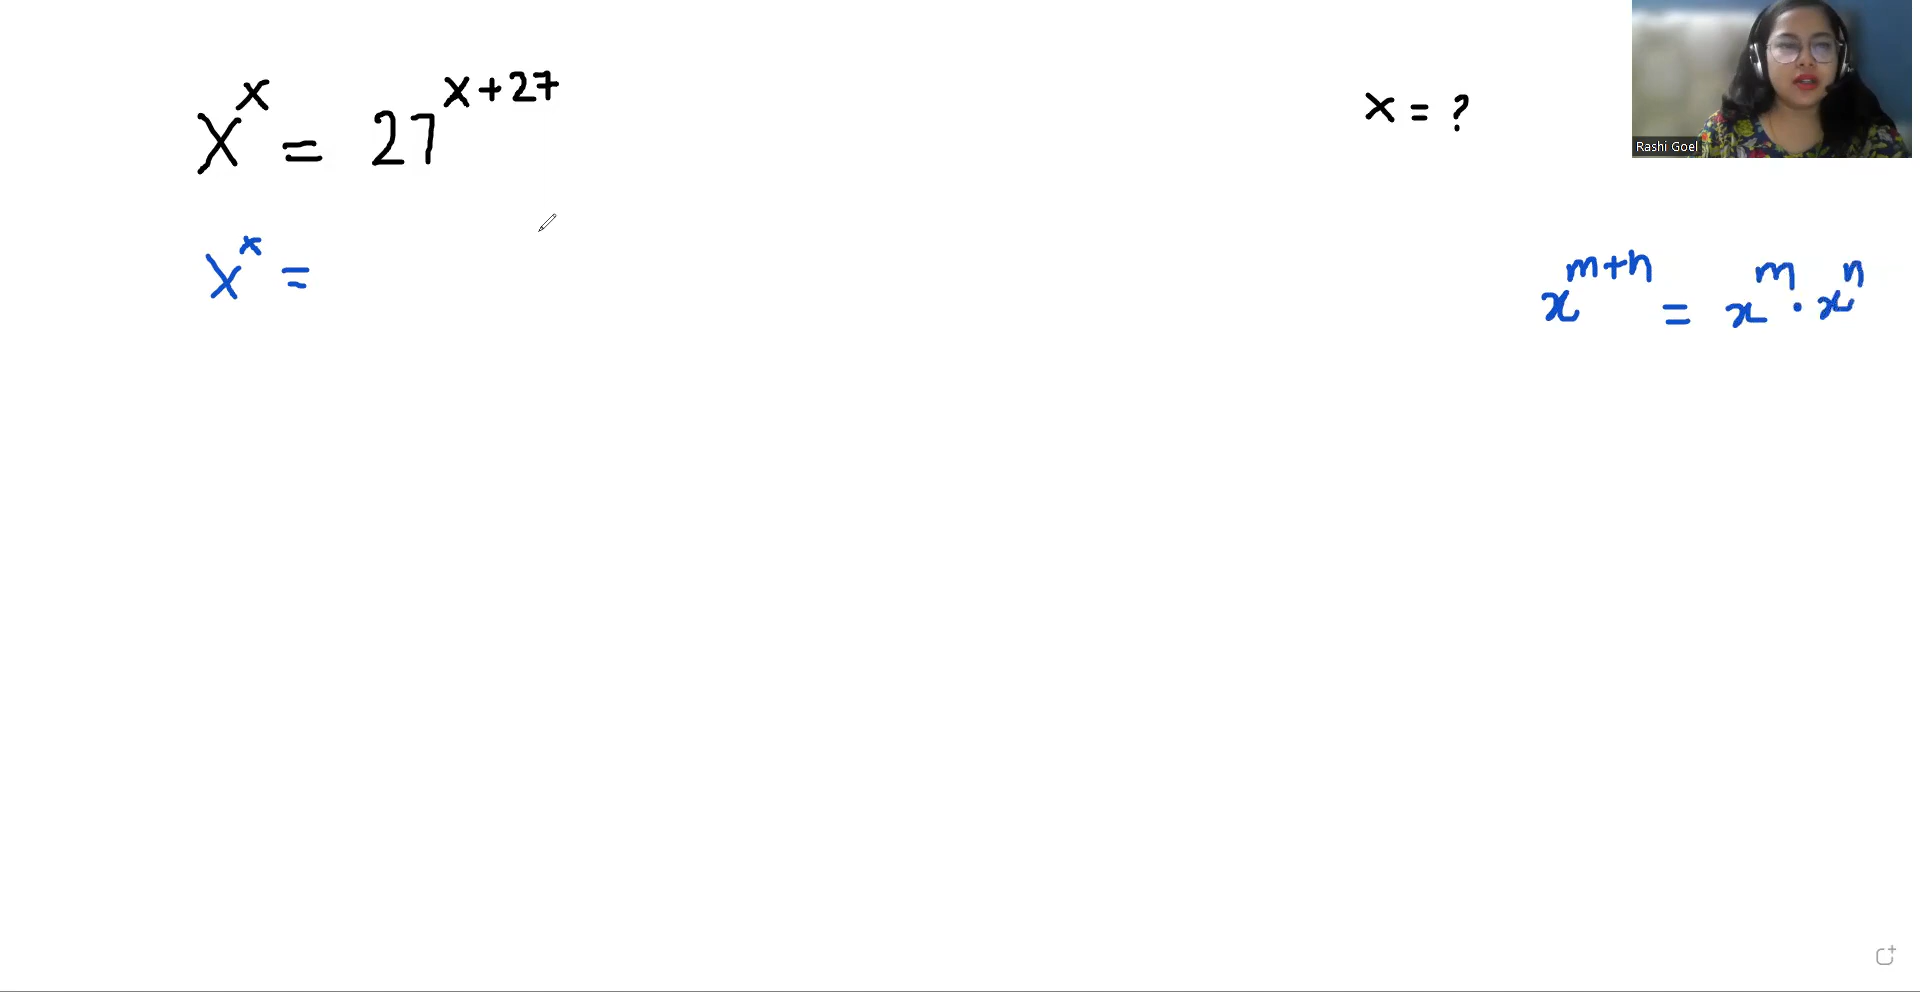 x^x = 27^{x+27}
x = ?
Rashi Goel
x^x =
x^{m+n} = x^m · x^n